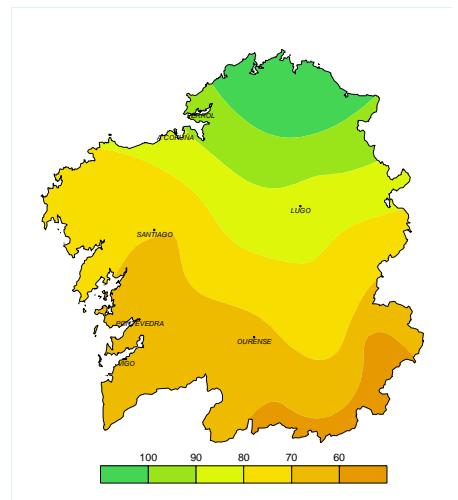 FERROL
A CORUÑA
LUGO
SANTIAGO
PONTEVEDRA
OURENSE
VIGO
100 90 80 70 60